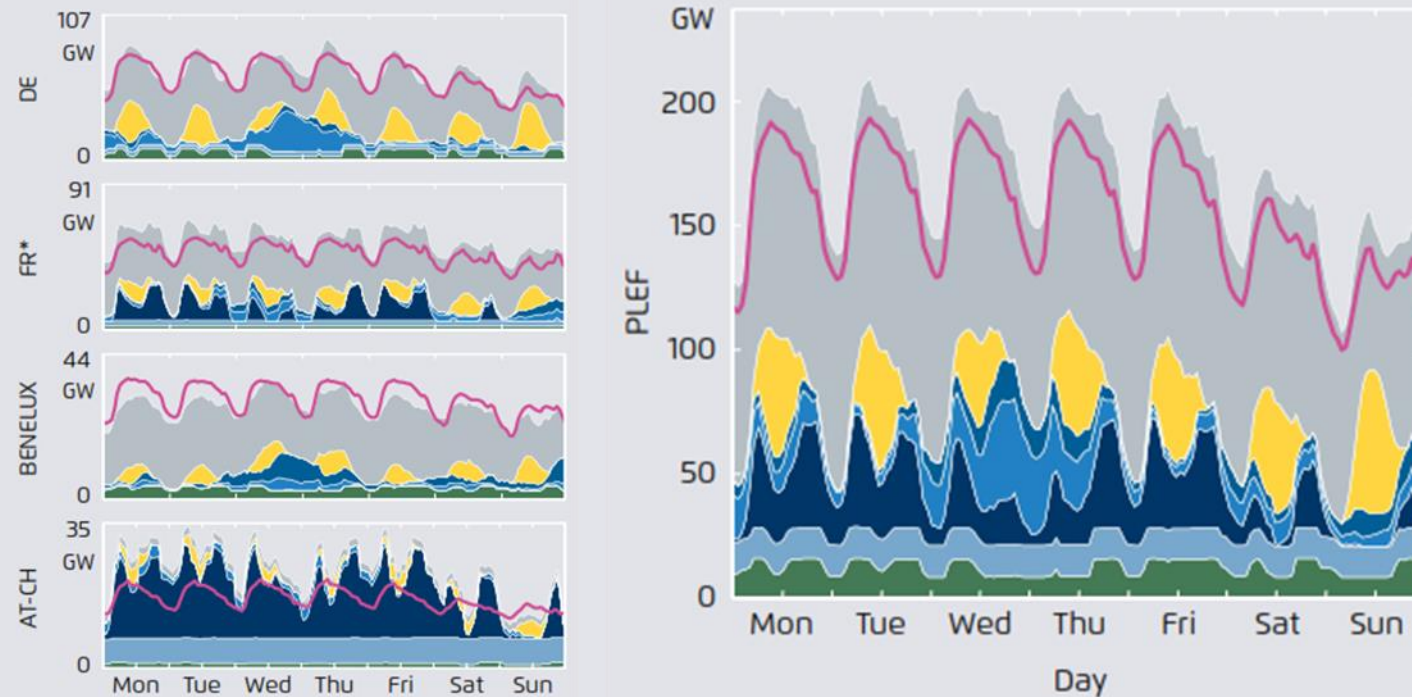 107
GW
DE
0
91
GW
FR*
0
44
GW
BENELUX
0
35
GW
AT-CH
0
Mon Tue Wed Thu Fri Sat Sun
GW
200
150
PLEF
100
50
0
Mon Tue Wed Thu Fri Sat Sun
Day